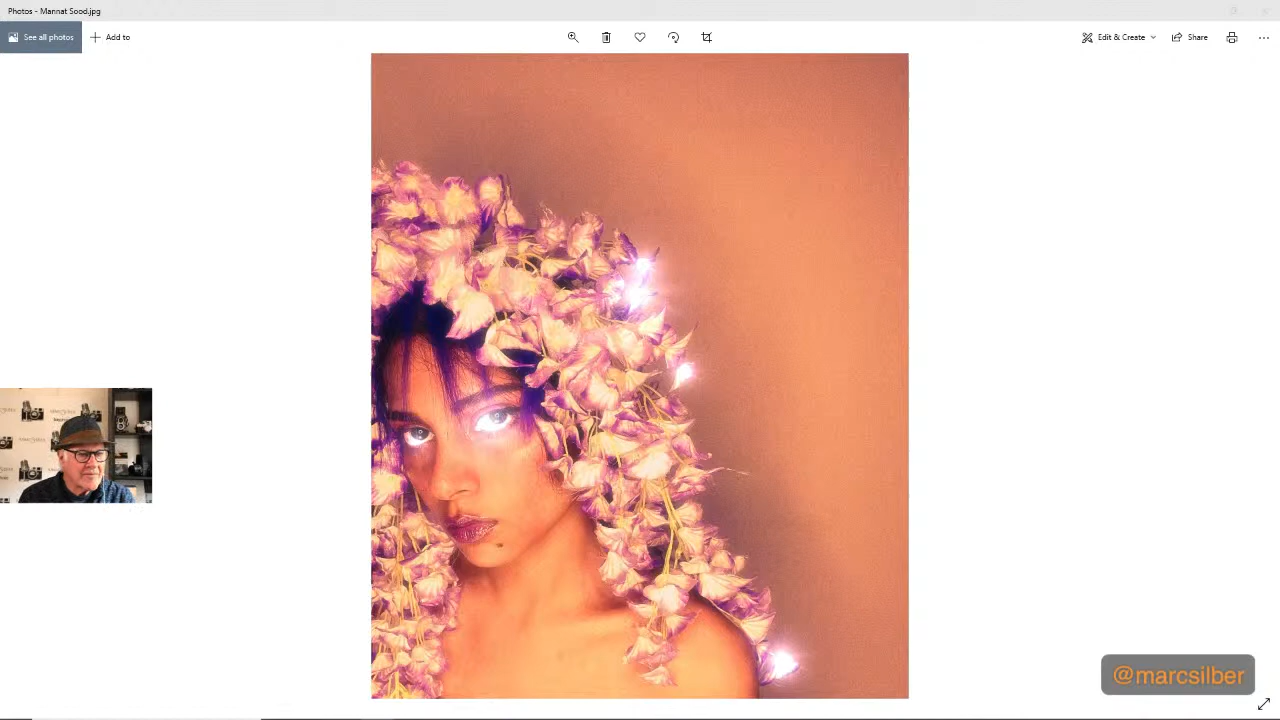 Photos - Mannat Sood.jpg
See all photos
Add to
Edit & Create
Share
@marcsilber